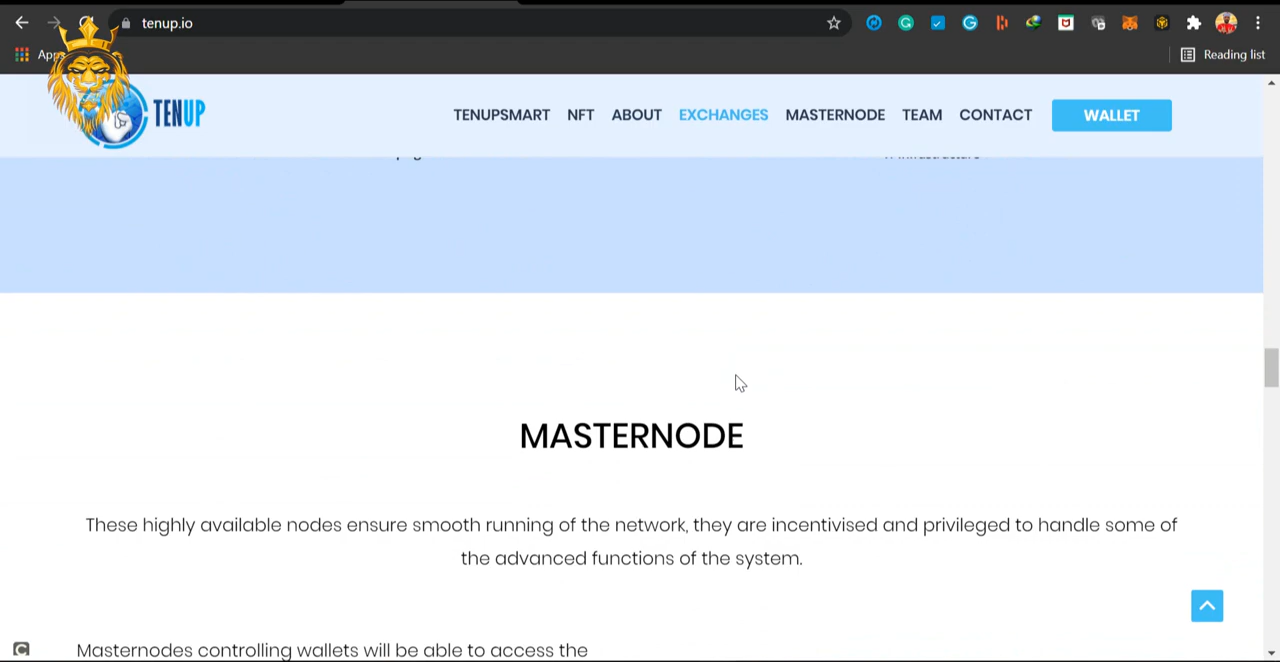 tenup.io
Apps
Reading list
TENUP
TENUPSMART NFT ABOUT EXCHANGES MASTERNODE TEAM CONTACT WALLET
MASTERNODE
These highly available nodes ensure smooth running of the network, they are incentivised and privileged to handle some of
the advanced functions of the system.
Masternodes controlling wallets will be able to access the